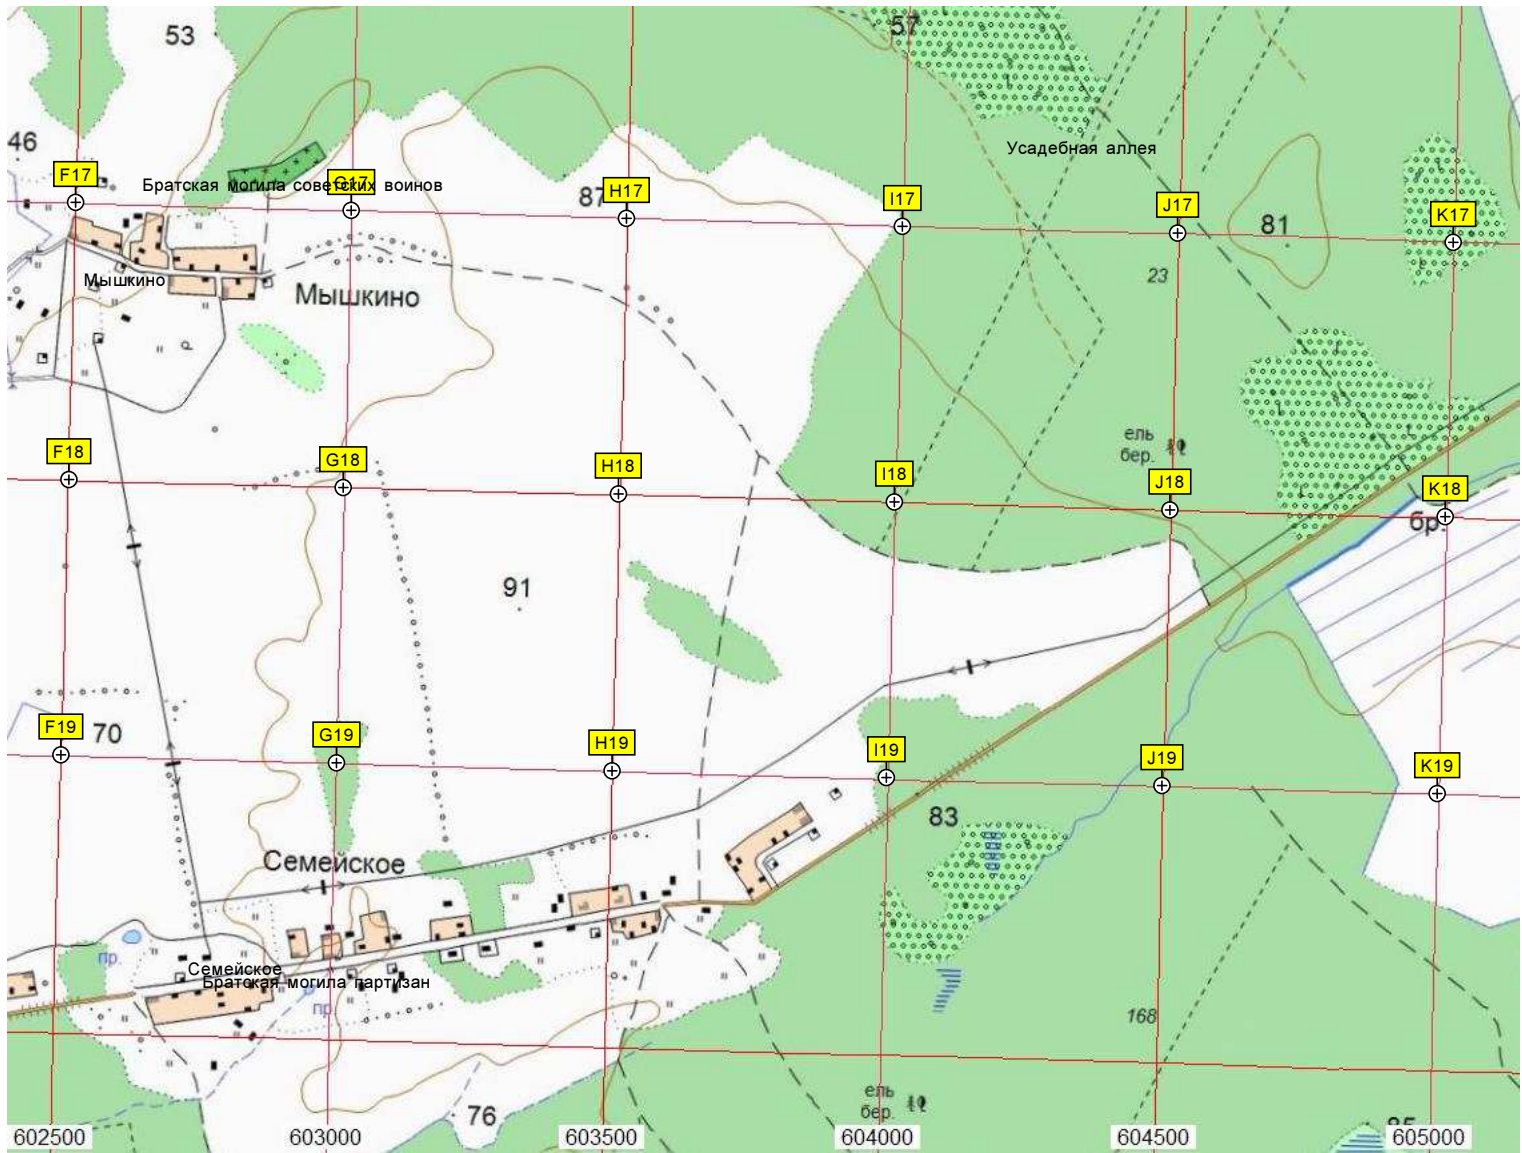 53
57
46
Усадебная аллея
F17
Братская могила советских воинов
G17
87
H17
I17
J17
81
K17
23
Мышкино
Мышкино
ель
бер.
F18
G18
H18
I18
J18
K18
бр.
91
F19
70
G19
H19
I19
J19
K19
83
Семейское
пр.
Семейское
Братская могила партизан
пр.
168
ель
бер.
76
85
602500
603000
603500
604000
604500
605000